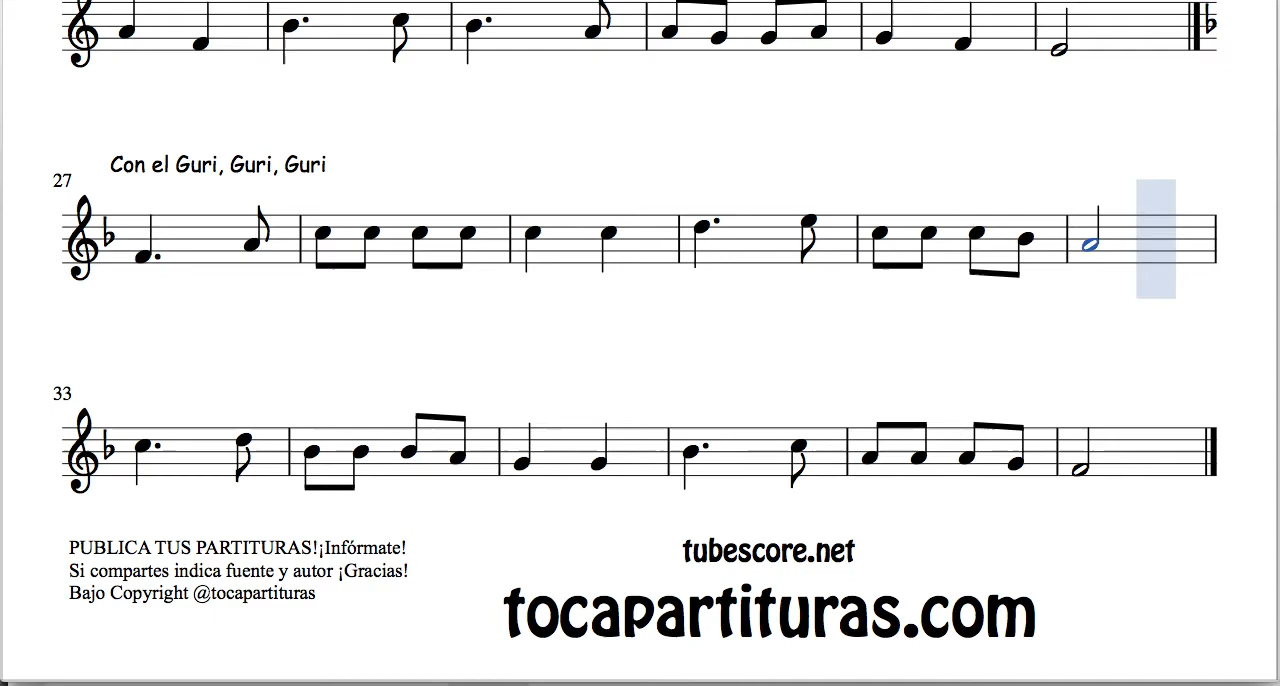 Con el Guri, Guri, Guri
27
33
PUBLICA TUS PARTITURAS!¡Infórmate!
Si compartes indica fuente y autor ¡Gracias!
Bajo Copyright @tocapartituras
tubescore.net
tocapartituras.com